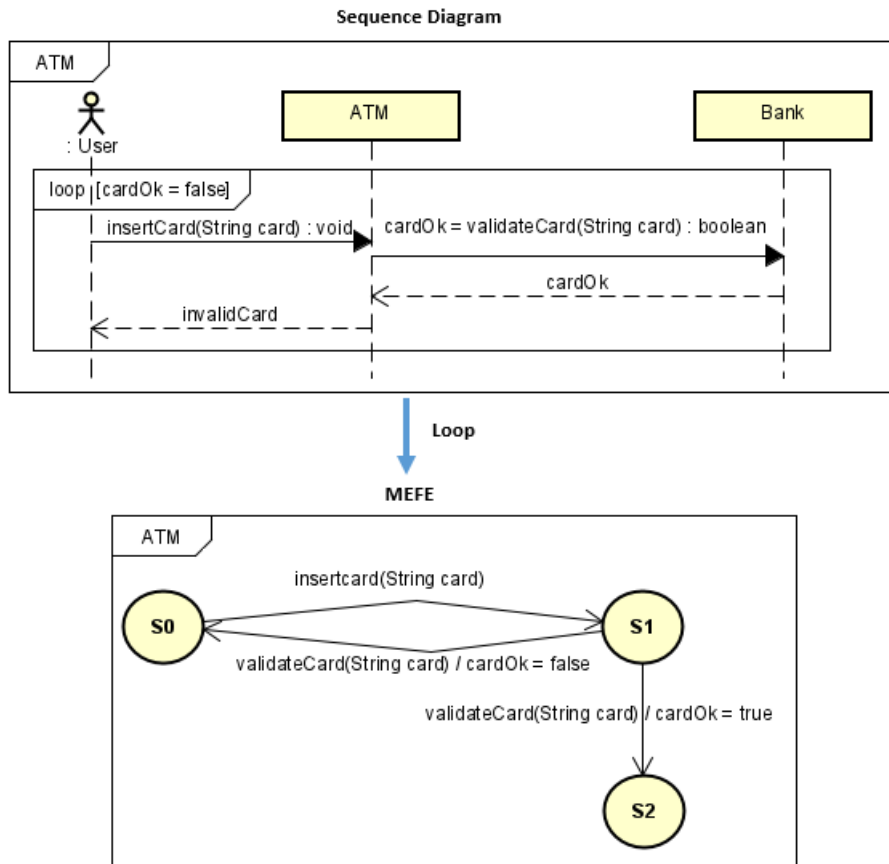 Sequence Diagram
ATM
: User
ATM
Bank
loop [cardOk = false]
insertCard(String card) : void
cardOk = validateCard(String card) : boolean
cardOk
invalidCard
Loop
MEFE
ATM
insertcard(String card)
S0
S1
validateCard(String card) / cardOk = false
validateCard(String card) / cardOk = true
S2